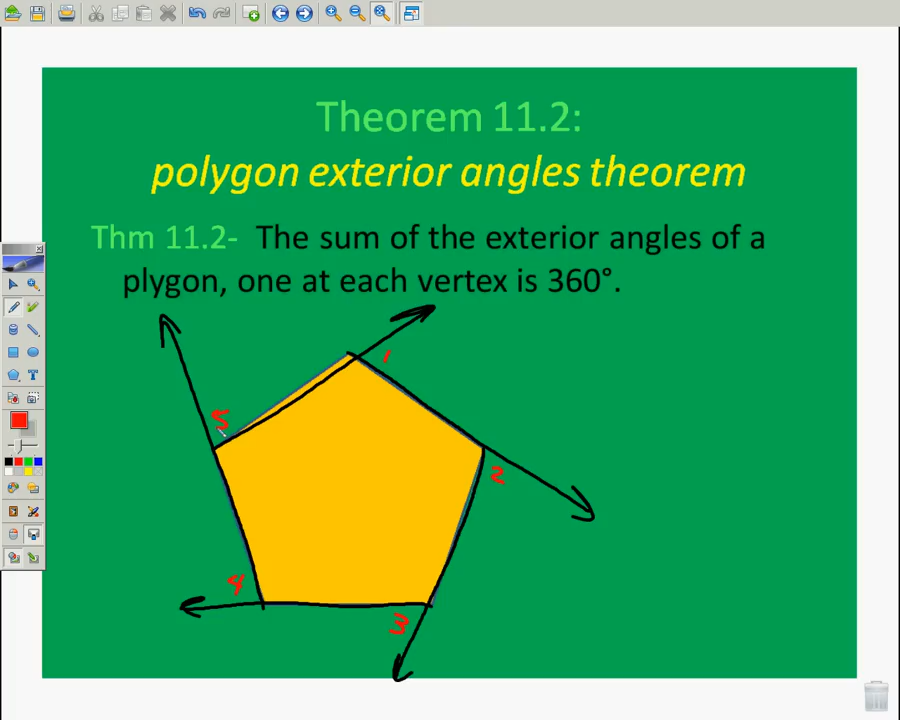 Theorem 11.2:
polygon exterior angles theorem
Thm 11.2- The sum of the exterior angles of a
plygon, one at each vertex is 360°.
1
5
2
4
3
T